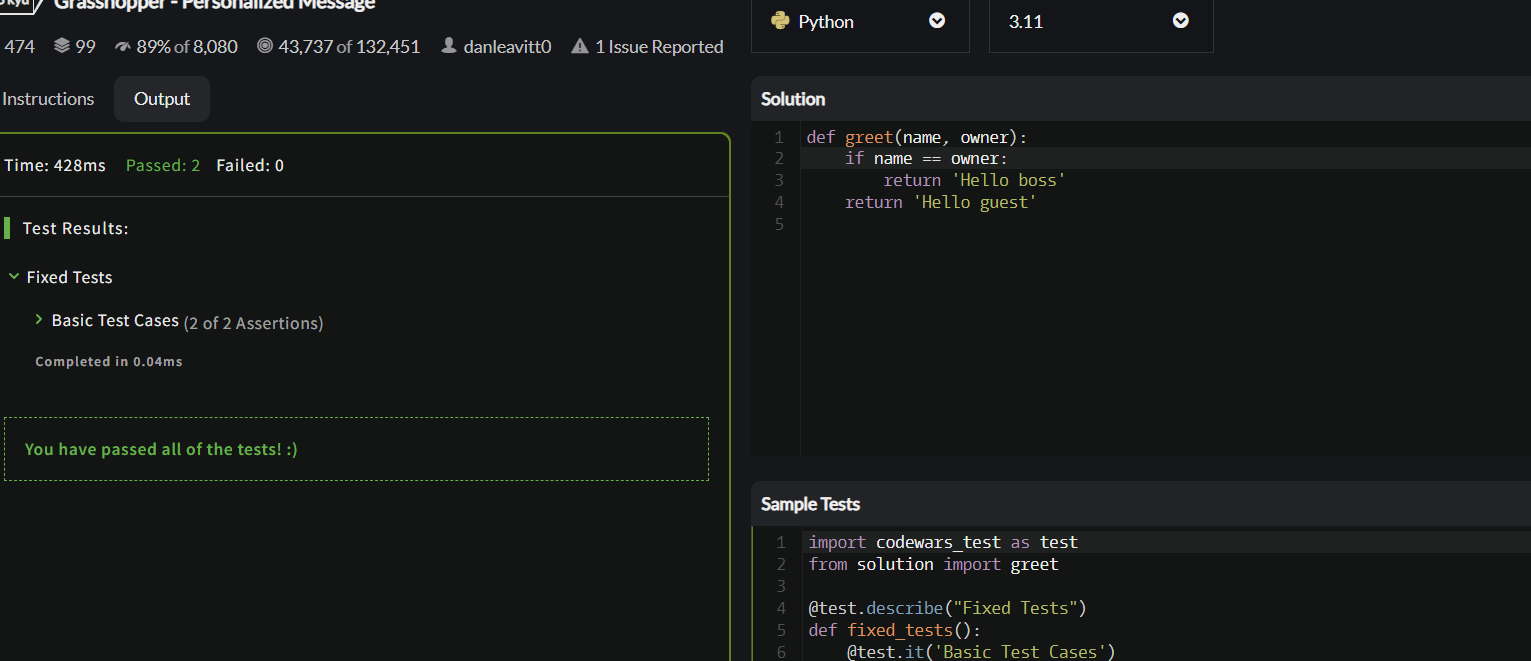 Grasshopper - Personalized Message
474 99 89% of 8,080 43,737 of 132,451 danleavitt0 1 Issue Reported
Instructions Output
Time: 428ms Passed: 2 Failed: 0
Test Results:
Fixed Tests
Basic Test Cases (2 of 2 Assertions)
Completed in 0.04ms
You have passed all of the tests! :)
Python 3.11
Solution
1 def greet(name, owner):
2     if name == owner:
3         return 'Hello boss'
4     return 'Hello guest'
5
Sample Tests
1 import codewars_test as test
2 from solution import greet
3
4 @test.describe("Fixed Tests")
5 def fixed_tests():
6     @test.it('Basic Test Cases')